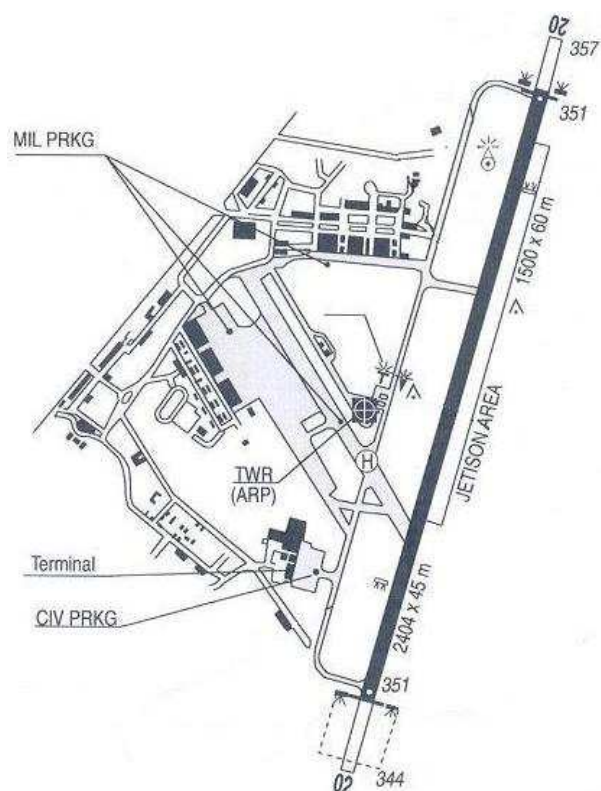 20
357
351
MIL PRKG
1500 x 60 m
JETISON AREA
TWR
(ARP)
H
Terminal
CIV PRKG
2404 x 45 m
351
344
02